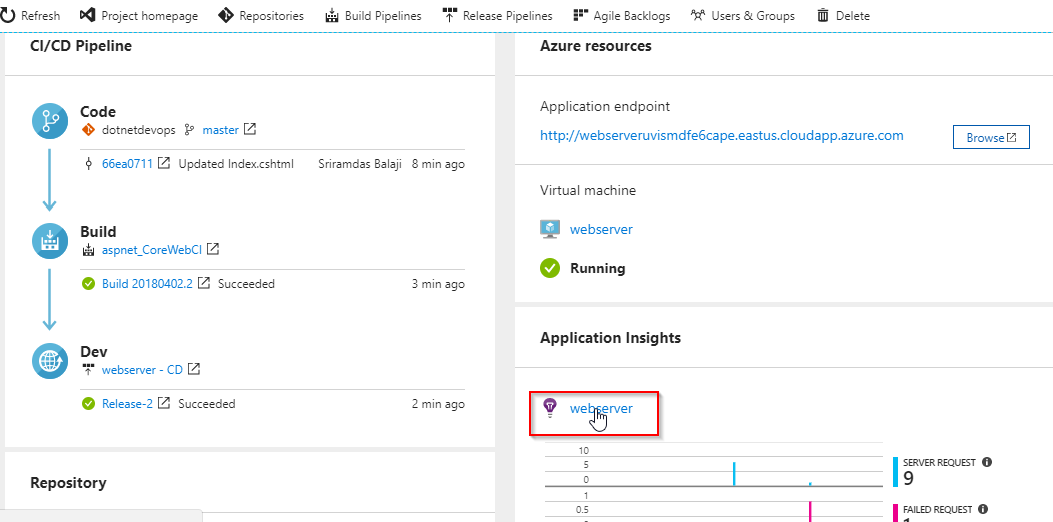 Refresh Project homepage Repositories Build Pipelines Release Pipelines Agile Backlogs Users & Groups Delete
CI/CD Pipeline
Code
dotnetdevops master
66ea0711 Updated Index.cshtml Sriramdas Balaji 8 min ago
Build
aspnet_CoreWebCI
Build 20180402.2 Succeeded 3 min ago
Dev
webserver - CD
Release-2 Succeeded 2 min ago
Repository
Azure resources
Application endpoint
http://webserveruvismdfe6cape.eastus.cloudapp.azure.com Browse
Virtual machine
webserver
Running
Application Insights
webserver
10
5
0
SERVER REQUEST
9
1
0.5
FAILED REQUEST